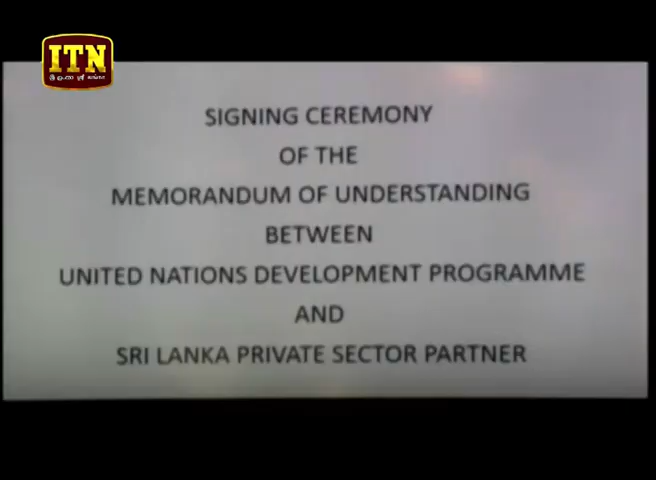 ITN
SIGNING CEREMONY
OF THE
MEMORANDUM OF UNDERSTANDING
BETWEEN
UNITED NATIONS DEVELOPMENT PROGRAMME
AND
SRI LANKA PRIVATE SECTOR PARTNER